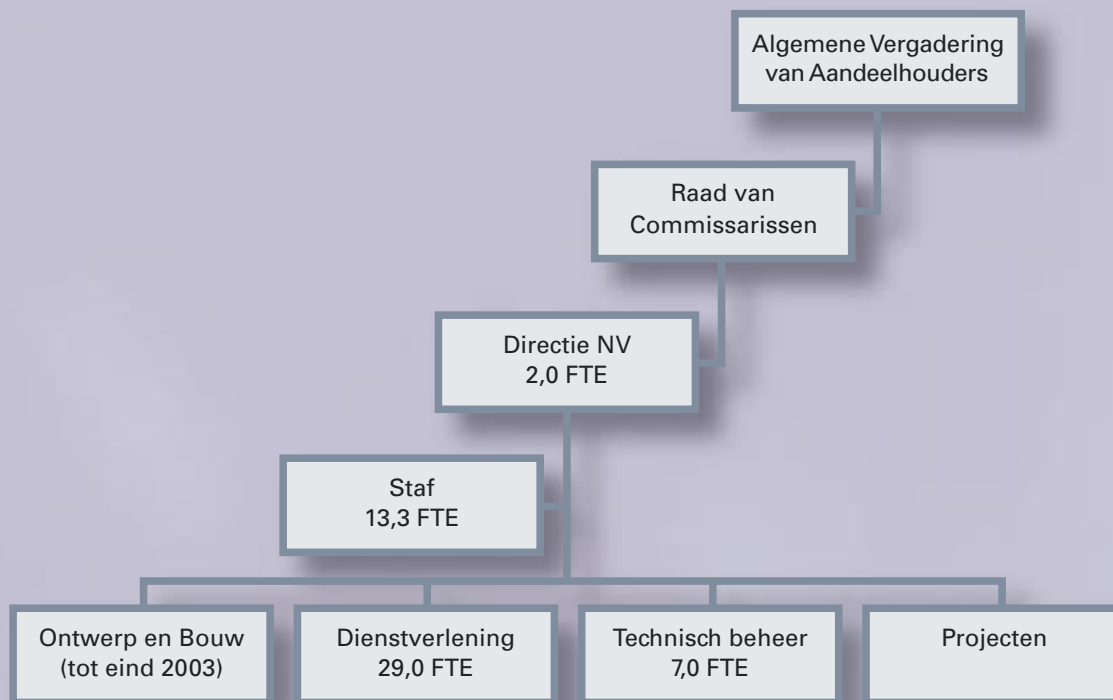 Algemene Vergadering
van Aandeelhouders
Raad van
Commissarissen
Directie NV
2,0 FTE
Staf
13,3 FTE
Ontwerp en Bouw
(tot eind 2003)
Dienstverlening
29,0 FTE
Technisch beheer
7,0 FTE
Projecten